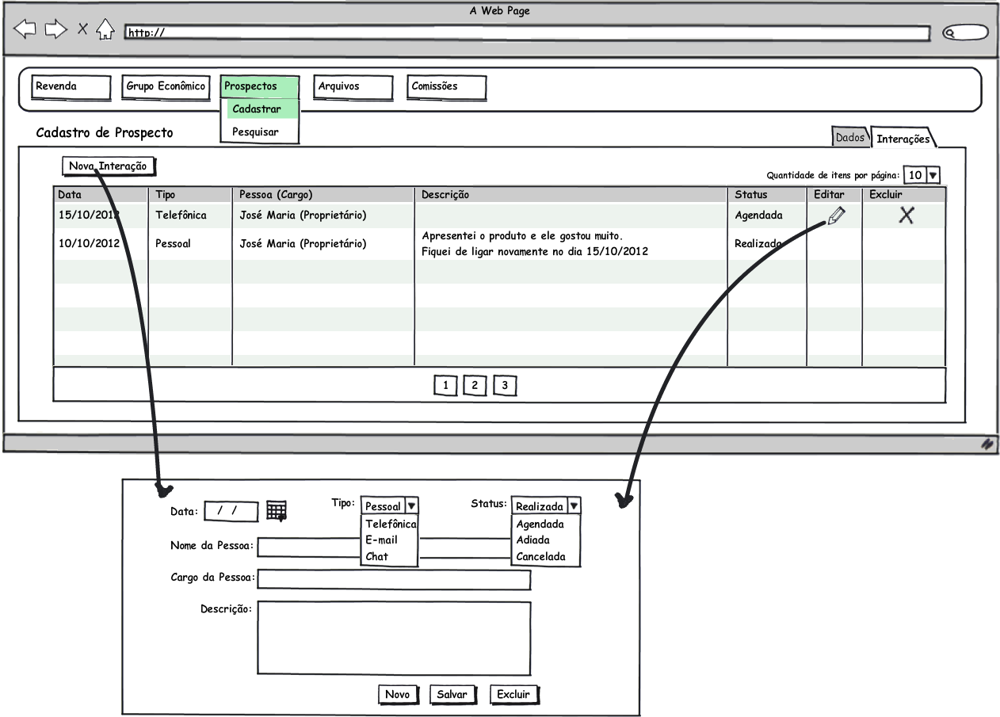 A Web Page
http://
Revenda Grupo Econômico Prospectos Arquivos Comissões
Cadastrar
Pesquisar
Cadastro de Prospecto
Dados Interações
Nova Interação
Quantidade de itens por página: 10
Data Tipo Pessoa (Cargo) Descrição Status Editar Excluir
15/10/2012 Telefônica José Maria (Proprietário) Agendada
10/10/2012 Pessoal José Maria (Proprietário) Apresentei o produto e ele gostou muito. Realizada
Fiquei de ligar novamente no dia 15/10/2012
1 2 3
Data: / / Tipo: Pessoal Status: Realizada
Telefônica Agendada
E-mail Adiada
Chat Cancelada
Nome da Pessoa:
Cargo da Pessoa:
Descrição:
Novo Salvar Excluir